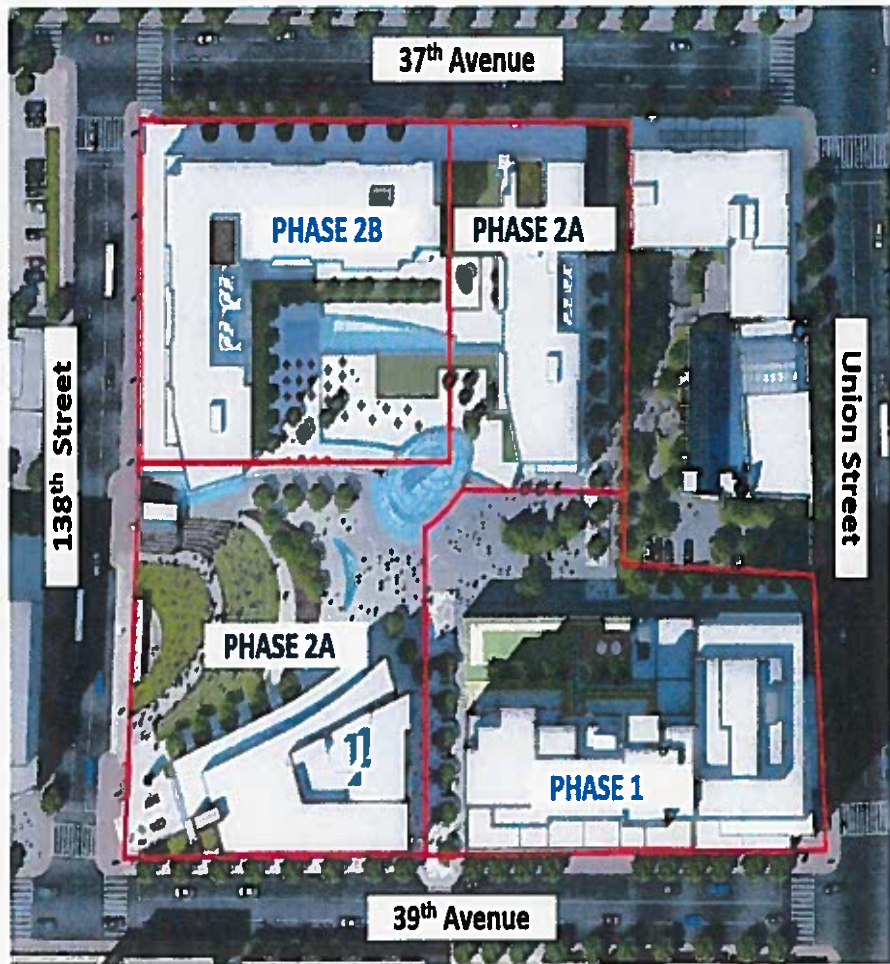 37th Avenue
PHASE 2B
PHASE 2A
138th Street
Union Street
PHASE 2A
PHASE 1
39th Avenue